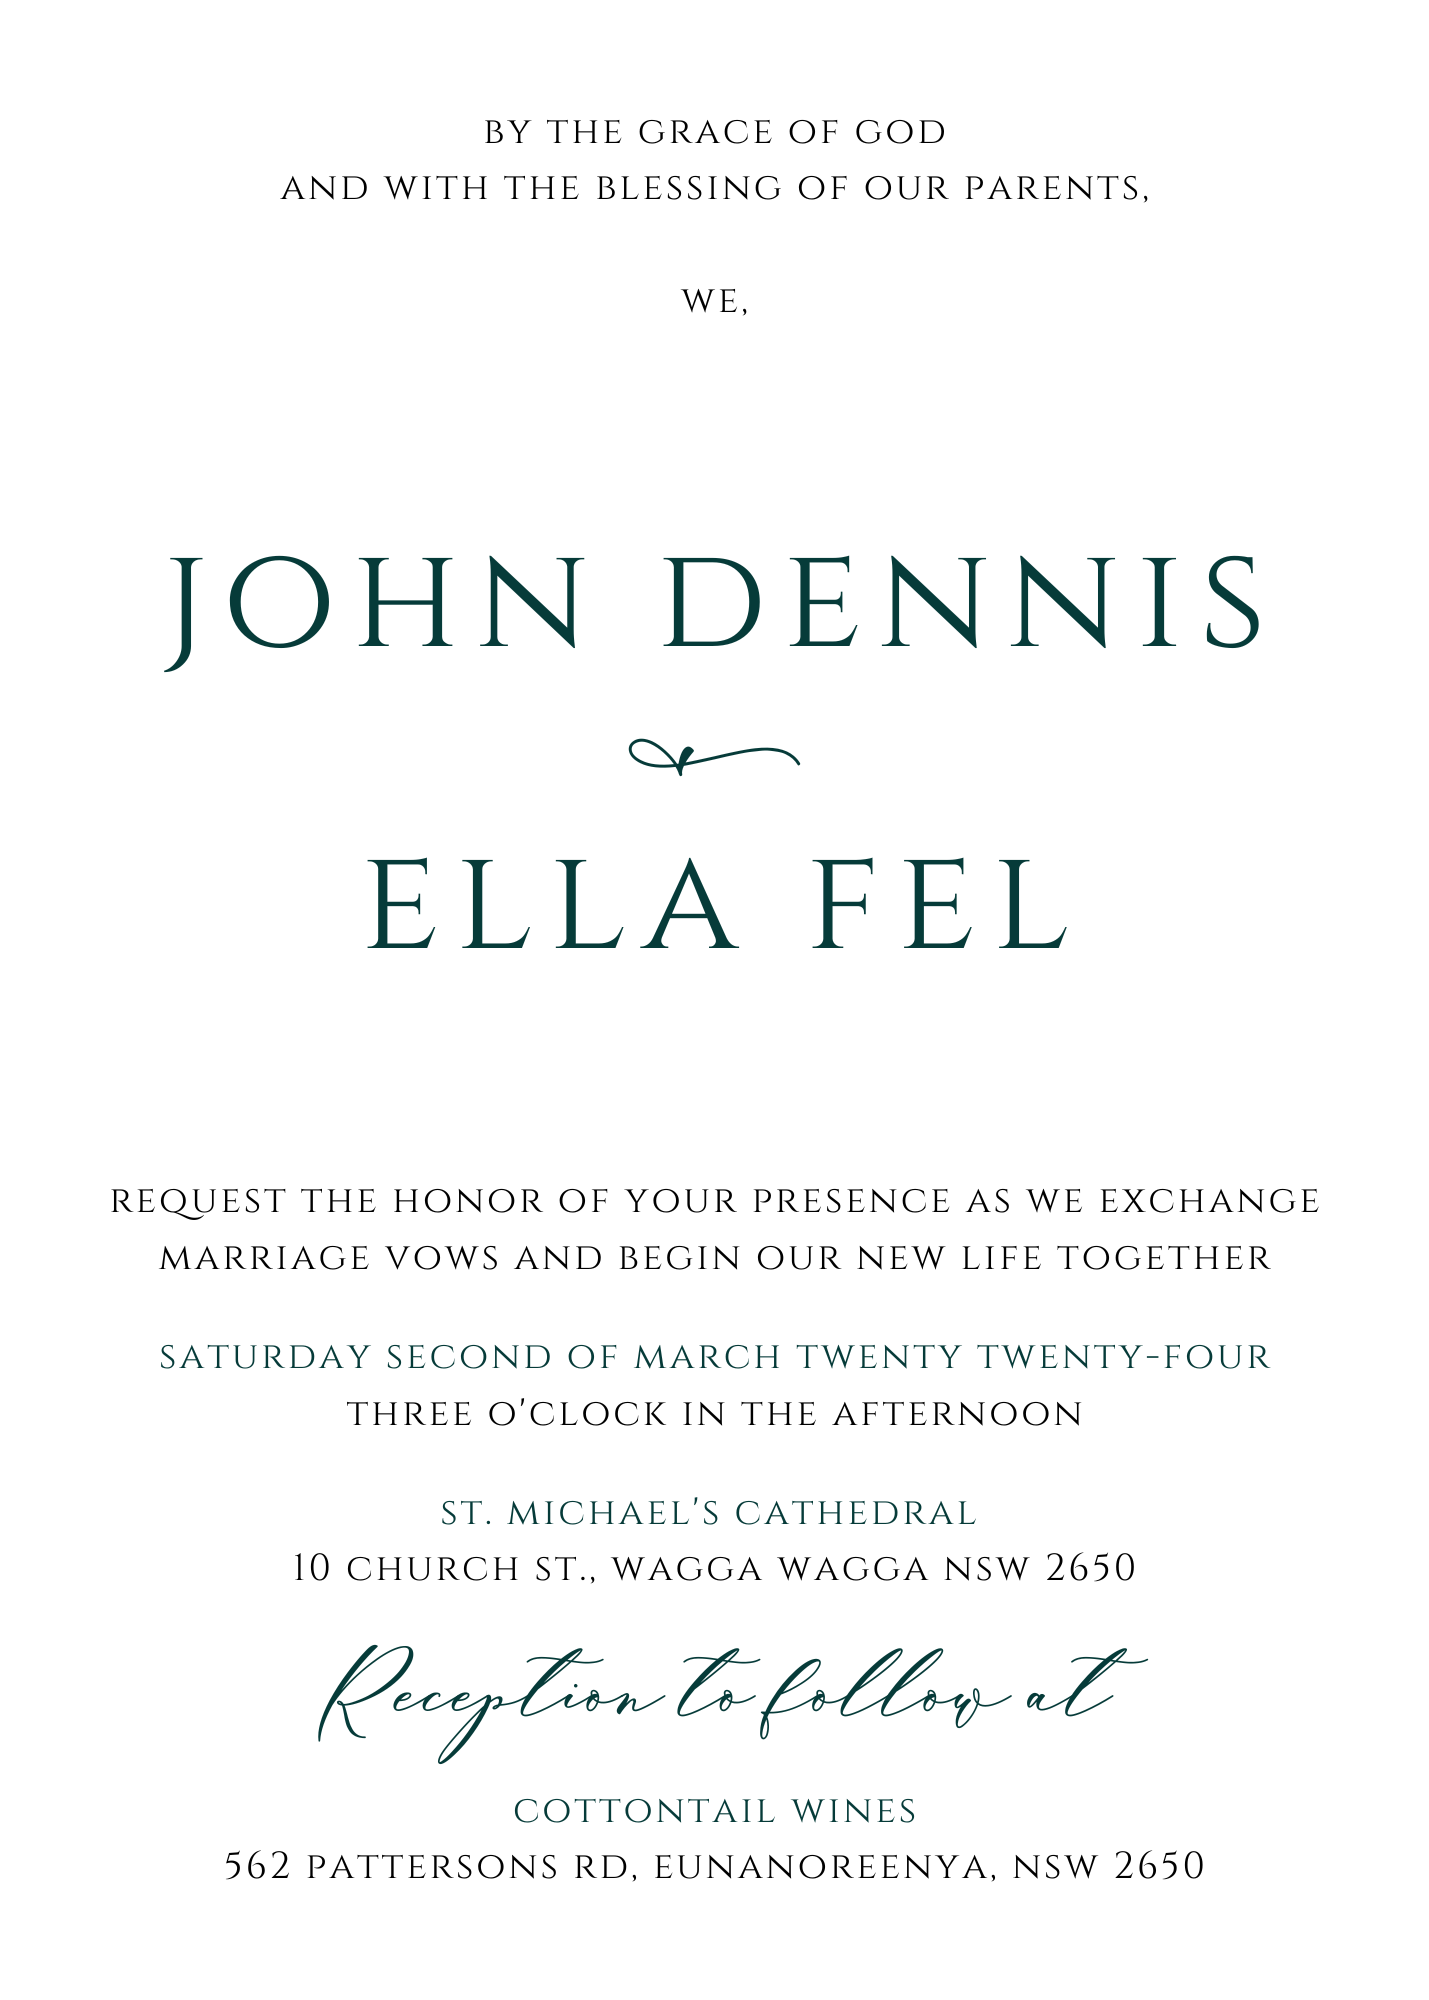 BY THE GRACE OF GOD
AND WITH THE BLESSING OF OUR PARENTS,
WE,
JOHN DENNIS
ELLA FEL
REQUEST THE HONOR OF YOUR PRESENCE AS WE EXCHANGE
MARRIAGE VOWS AND BEGIN OUR NEW LIFE TOGETHER
SATURDAY SECOND OF MARCH TWENTY TWENTY-FOUR
THREE O'CLOCK IN THE AFTERNOON
ST. MICHAEL'S CATHEDRAL
10 CHURCH ST., WAGGA WAGGA NSW 2650
Reception to follow at
COTTONTAIL WINES
562 PATTERSONS RD, EUNANOREENYA, NSW 2650